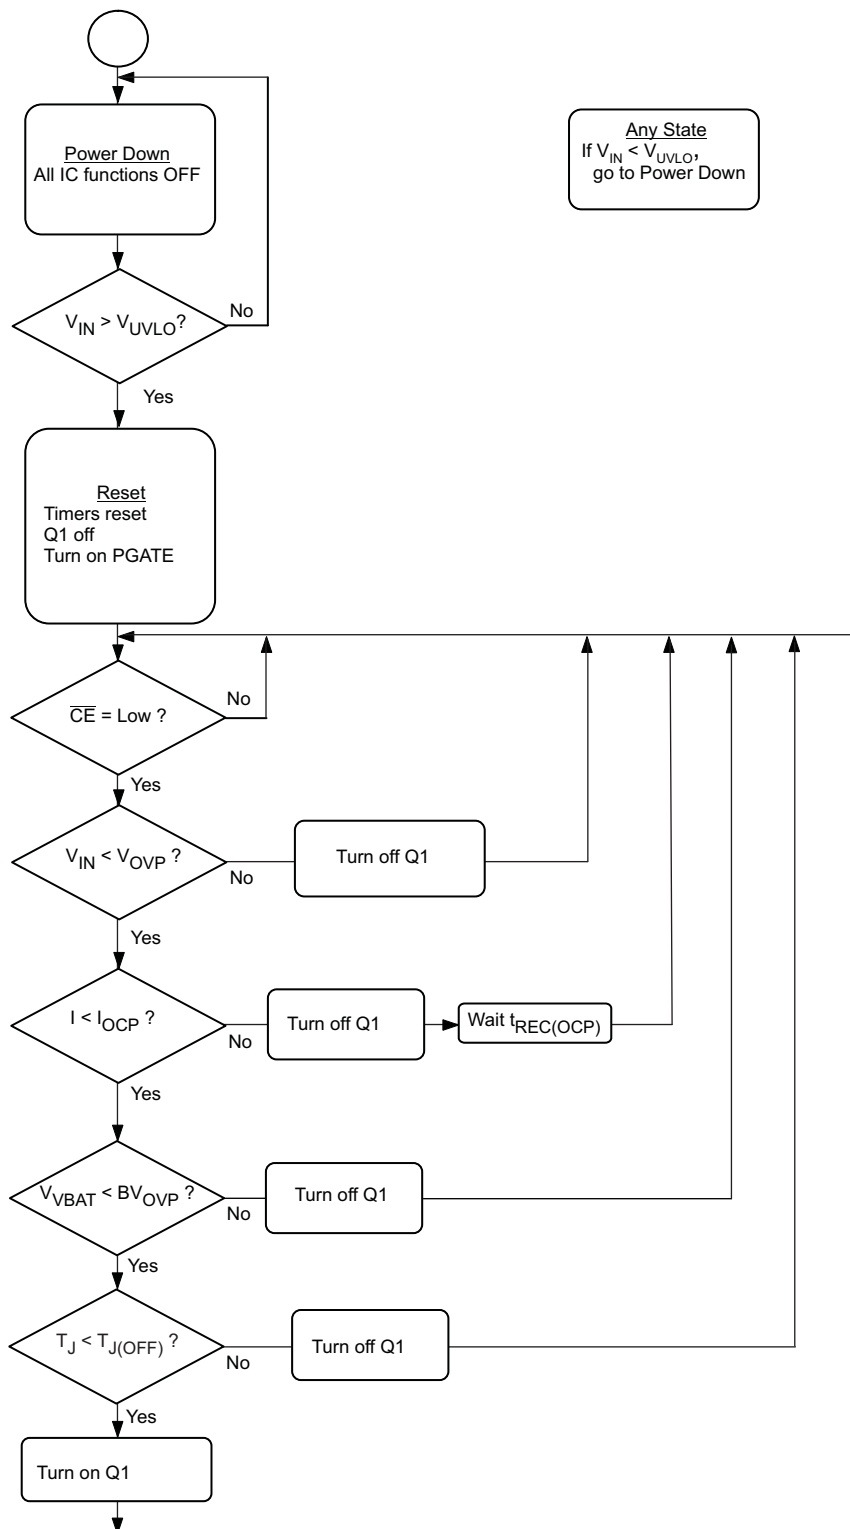 Power Down
All IC functions OFF
Any State
If V_IN < V_UVLO,
go to Power Down
V_IN > V_UVLO?
No
Yes
Reset
Timers reset
Q1 off
Turn on PGATE
C̅E̅ = Low ?
No
Yes
V_IN < V_OVP ?
No
Turn off Q1
Yes
I < I_OCP ?
No
Turn off Q1
Wait t_REC(OCP)
Yes
V_VBAT < BV_OVP ?
No
Turn off Q1
Yes
T_J < T_J(OFF) ?
No
Turn off Q1
Yes
Turn on Q1